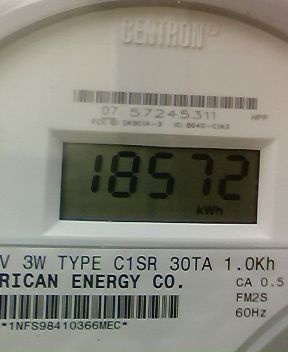 CENTRON®
07 57245311
HPP
18572
kWh
V 3W TYPE C1SR 30TA 1.0Kh
RICAN ENERGY CO.
CA 0.5
FM2S
60Hz
*1NFS98410366MEC*